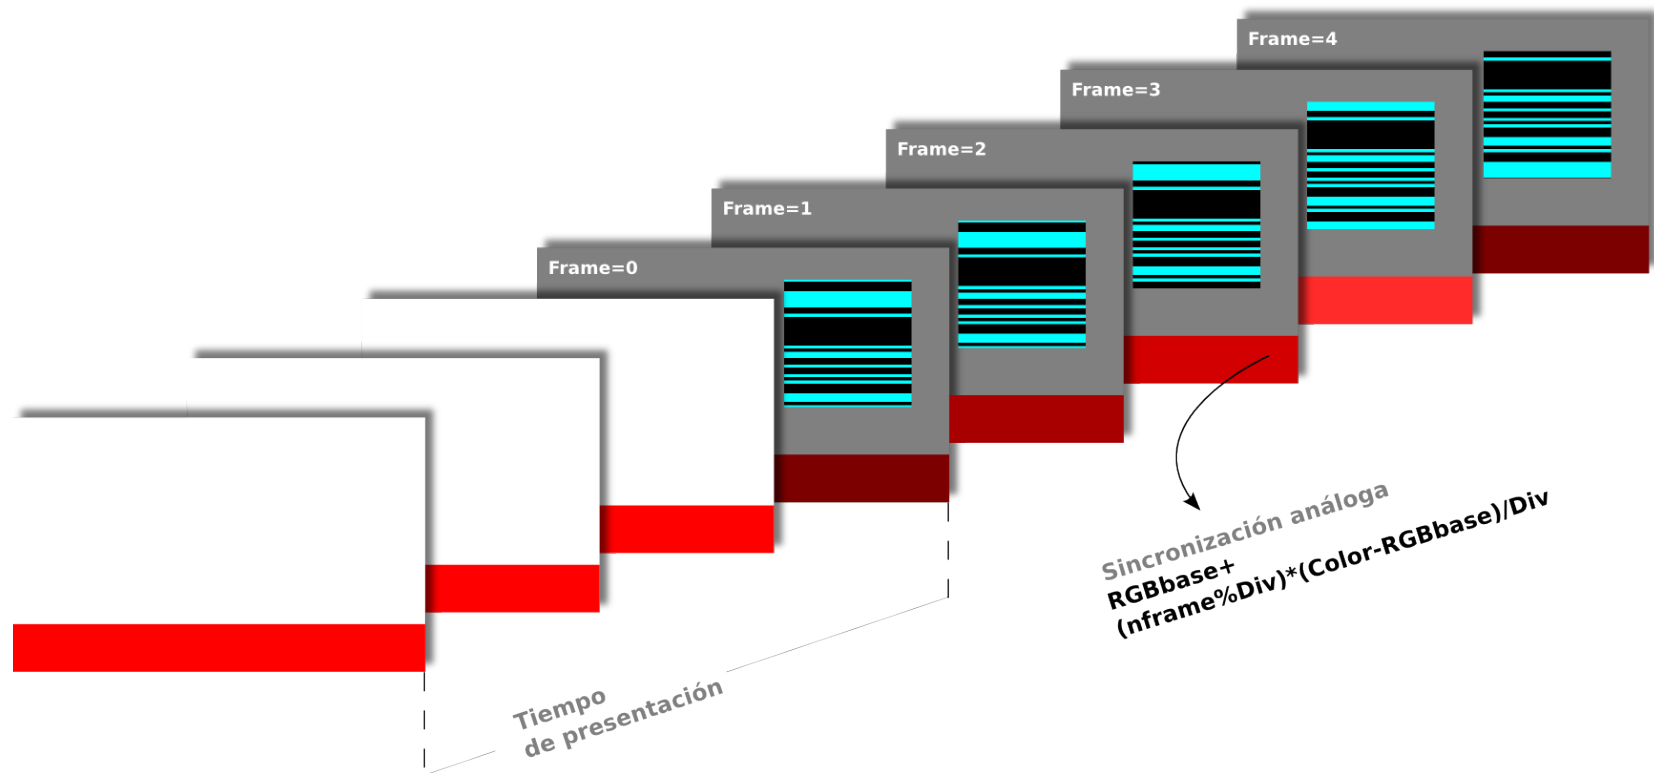 Frame=4
Frame=3
Frame=2
Frame=1
Frame=0
Sincronización análoga
RGBbase+
(nframe%Div)*(Color-RGBbase)/Div
Tiempo
de presentación